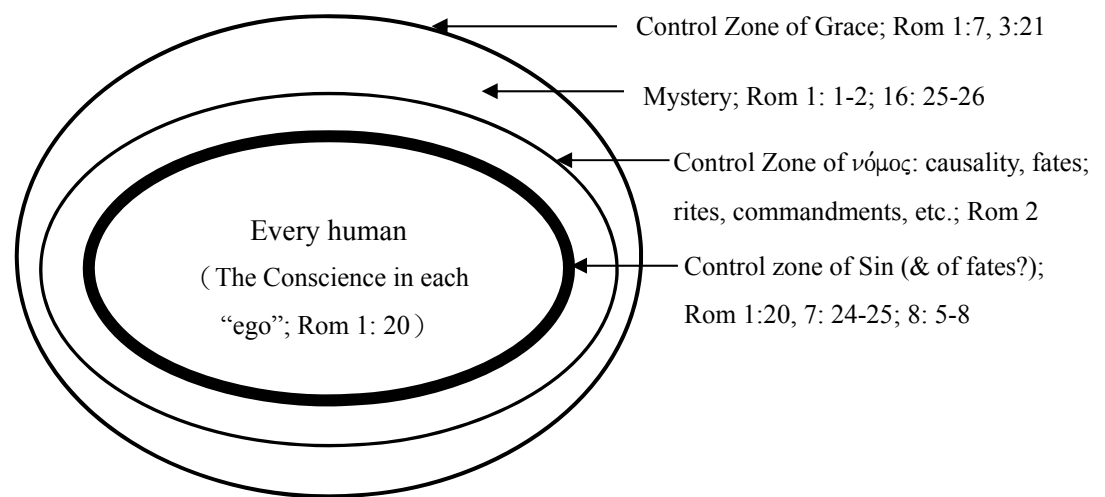 Control Zone of Grace; Rom 1:7, 3:21
Mystery; Rom 1: 1-2; 16: 25-26
Control Zone of νόμος: causality, fates;
rites, commandments, etc.; Rom 2
Every human
（The Conscience in each
“ego”; Rom 1: 20）
Control zone of Sin (& of fates?);
Rom 1:20, 7: 24-25; 8: 5-8